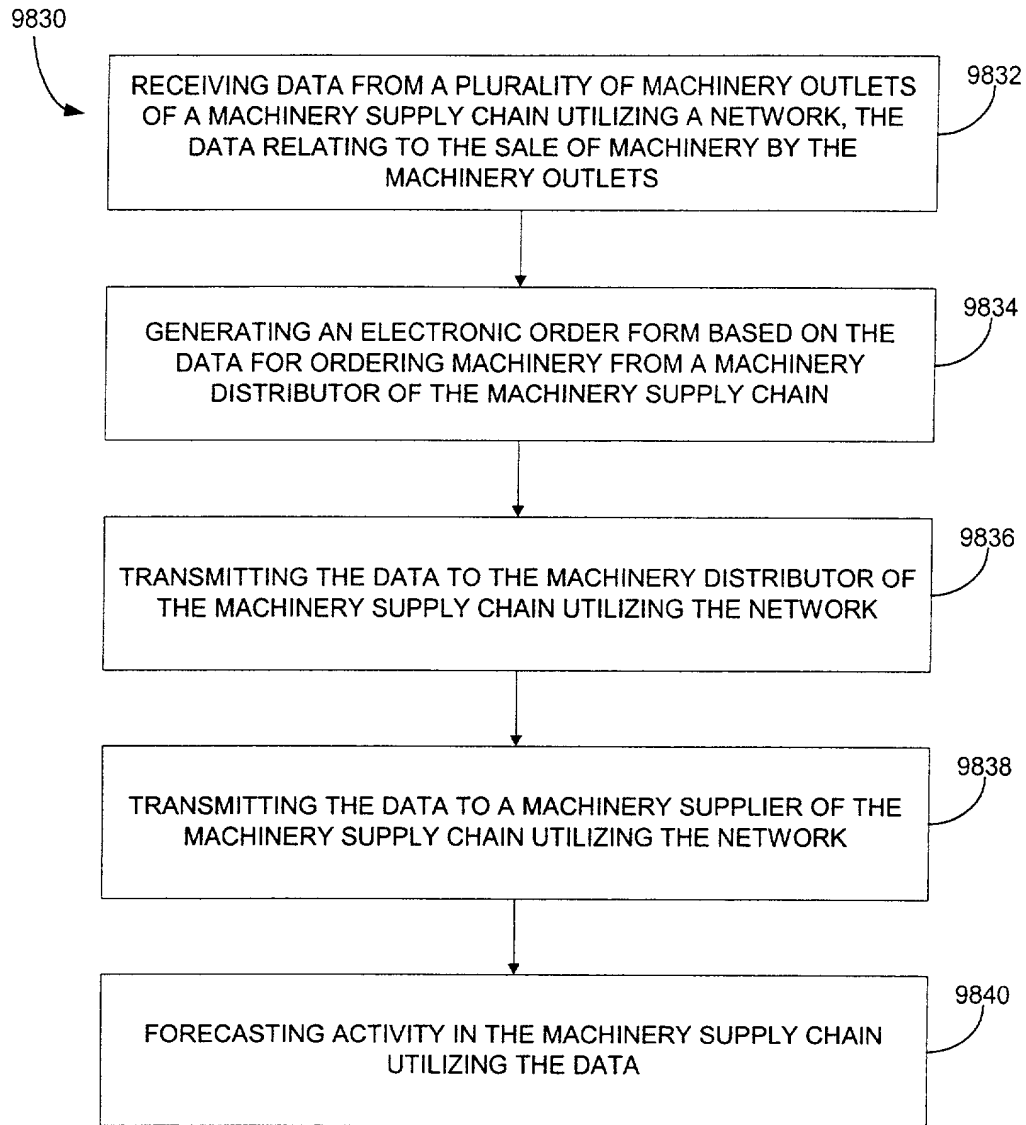 9830
RECEIVING DATA FROM A PLURALITY OF MACHINERY OUTLETS
OF A MACHINERY SUPPLY CHAIN UTILIZING A NETWORK, THE
DATA RELATING TO THE SALE OF MACHINERY BY THE
MACHINERY OUTLETS
9832
GENERATING AN ELECTRONIC ORDER FORM BASED ON THE
DATA FOR ORDERING MACHINERY FROM A MACHINERY
DISTRIBUTOR OF THE MACHINERY SUPPLY CHAIN
9834
TRANSMITTING THE DATA TO THE MACHINERY DISTRIBUTOR OF
THE MACHINERY SUPPLY CHAIN UTILIZING THE NETWORK
9836
TRANSMITTING THE DATA TO A MACHINERY SUPPLIER OF THE
MACHINERY SUPPLY CHAIN UTILIZING THE NETWORK
9838
FORECASTING ACTIVITY IN THE MACHINERY SUPPLY CHAIN
UTILIZING THE DATA
9840